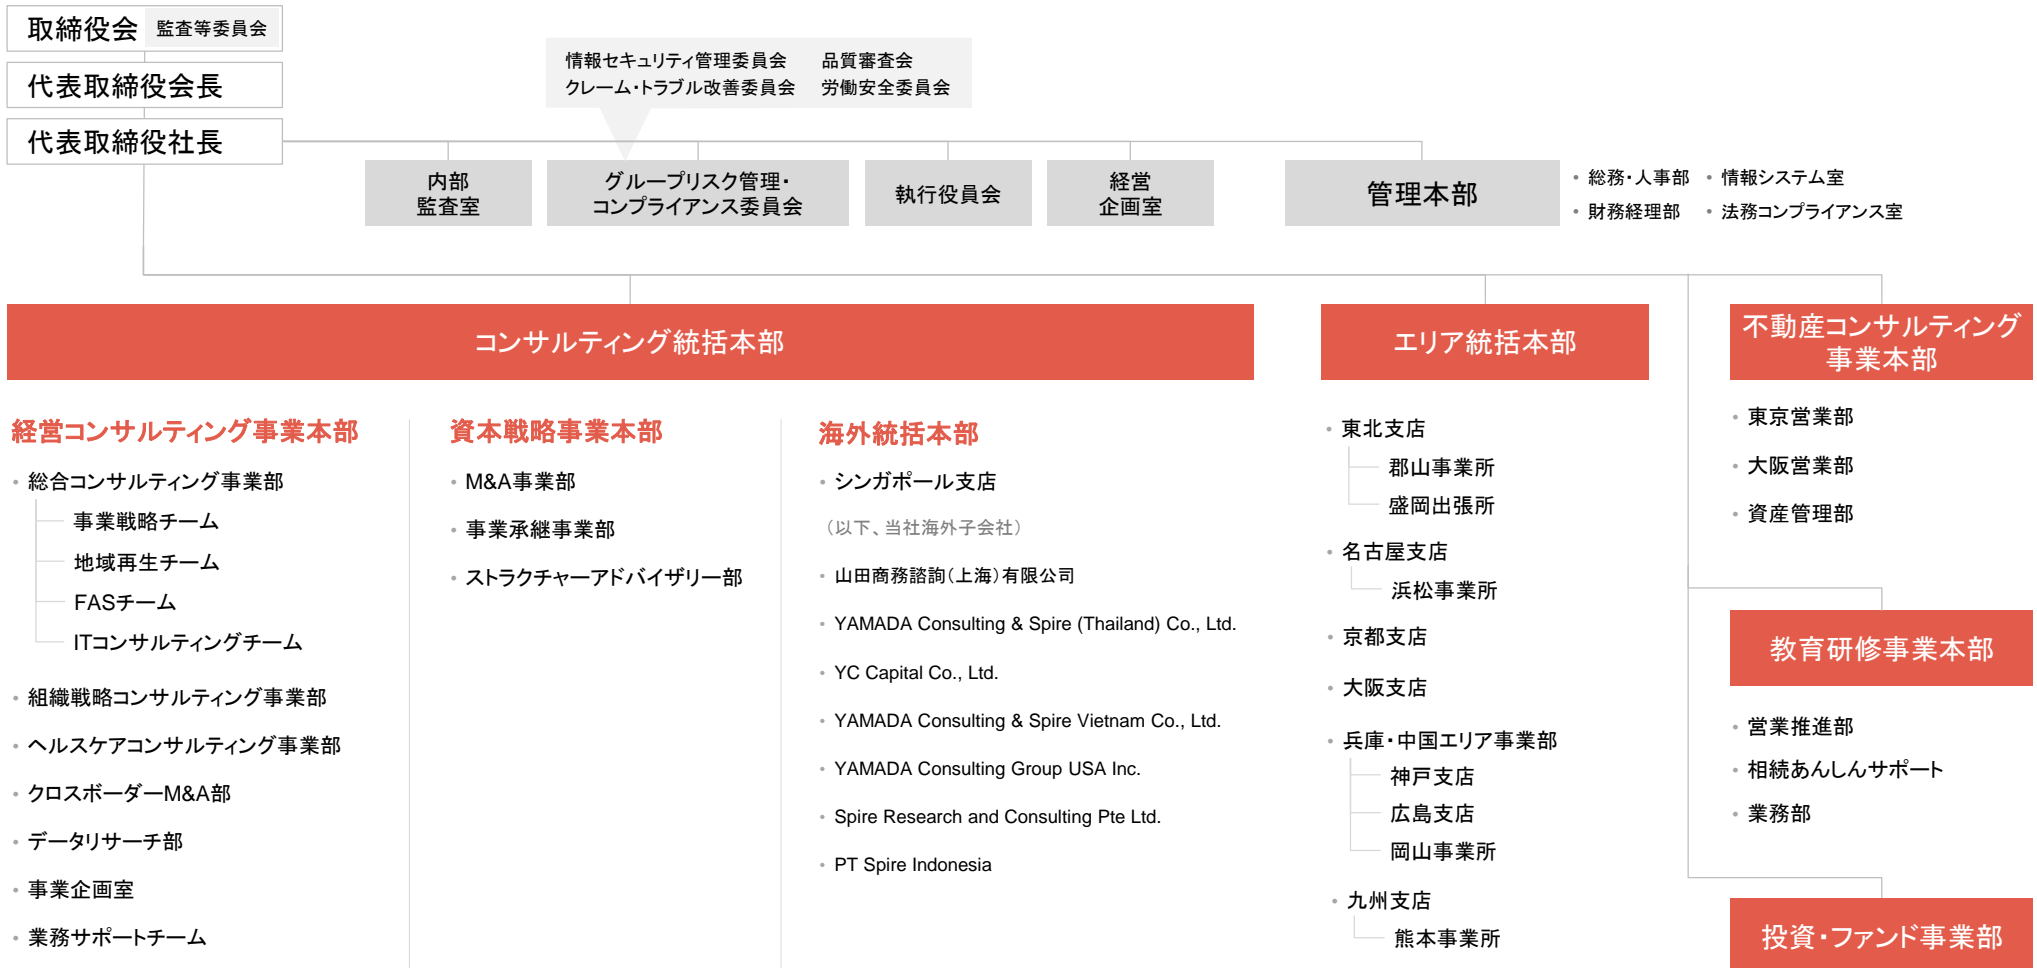 取締役会 監査等委員会
代表取締役会長
代表取締役社長
情報セキュリティ管理委員会 品質審査会
クレーム・トラブル改善委員会 労働安全委員会
内部
監査室
グループリスク管理・
コンプライアンス委員会
執行役員会
経営
企画室
管理本部
・総務・人事部 ・情報システム室
・財務経理部 ・法務コンプライアンス室
コンサルティング統括本部
経営コンサルティング事業本部
・総合コンサルティング事業部
事業戦略チーム
地域再生チーム
FASチーム
ITコンサルティングチーム
・組織戦略コンサルティング事業部
・ヘルスケアコンサルティング事業部
・クロスボーダーM&A部
・データリサーチ部
・事業企画室
・業務サポートチーム
資本戦略事業本部
・M&A事業部
・事業承継事業部
・ストラクチャーアドバイザリー部
海外統括本部
・シンガポール支店
（以下、当社海外子会社）
・山田商務諮詢（上海）有限公司
・YAMADA Consulting & Spire (Thailand) Co., Ltd.
・YC Capital Co., Ltd.
・YAMADA Consulting & Spire Vietnam Co., Ltd.
・YAMADA Consulting Group USA Inc.
・Spire Research and Consulting Pte Ltd.
・PT Spire Indonesia
エリア統括本部
・東北支店
郡山事業所
盛岡出張所
・名古屋支店
浜松事業所
・京都支店
・大阪支店
・兵庫・中国エリア事業部
神戸支店
広島支店
岡山事業所
・九州支店
熊本事業所
不動産コンサルティング
事業本部
・東京営業部
・大阪営業部
・資産管理部
教育研修事業本部
・営業推進部
・相続あんしんサポート
・業務部
投資・ファンド事業部